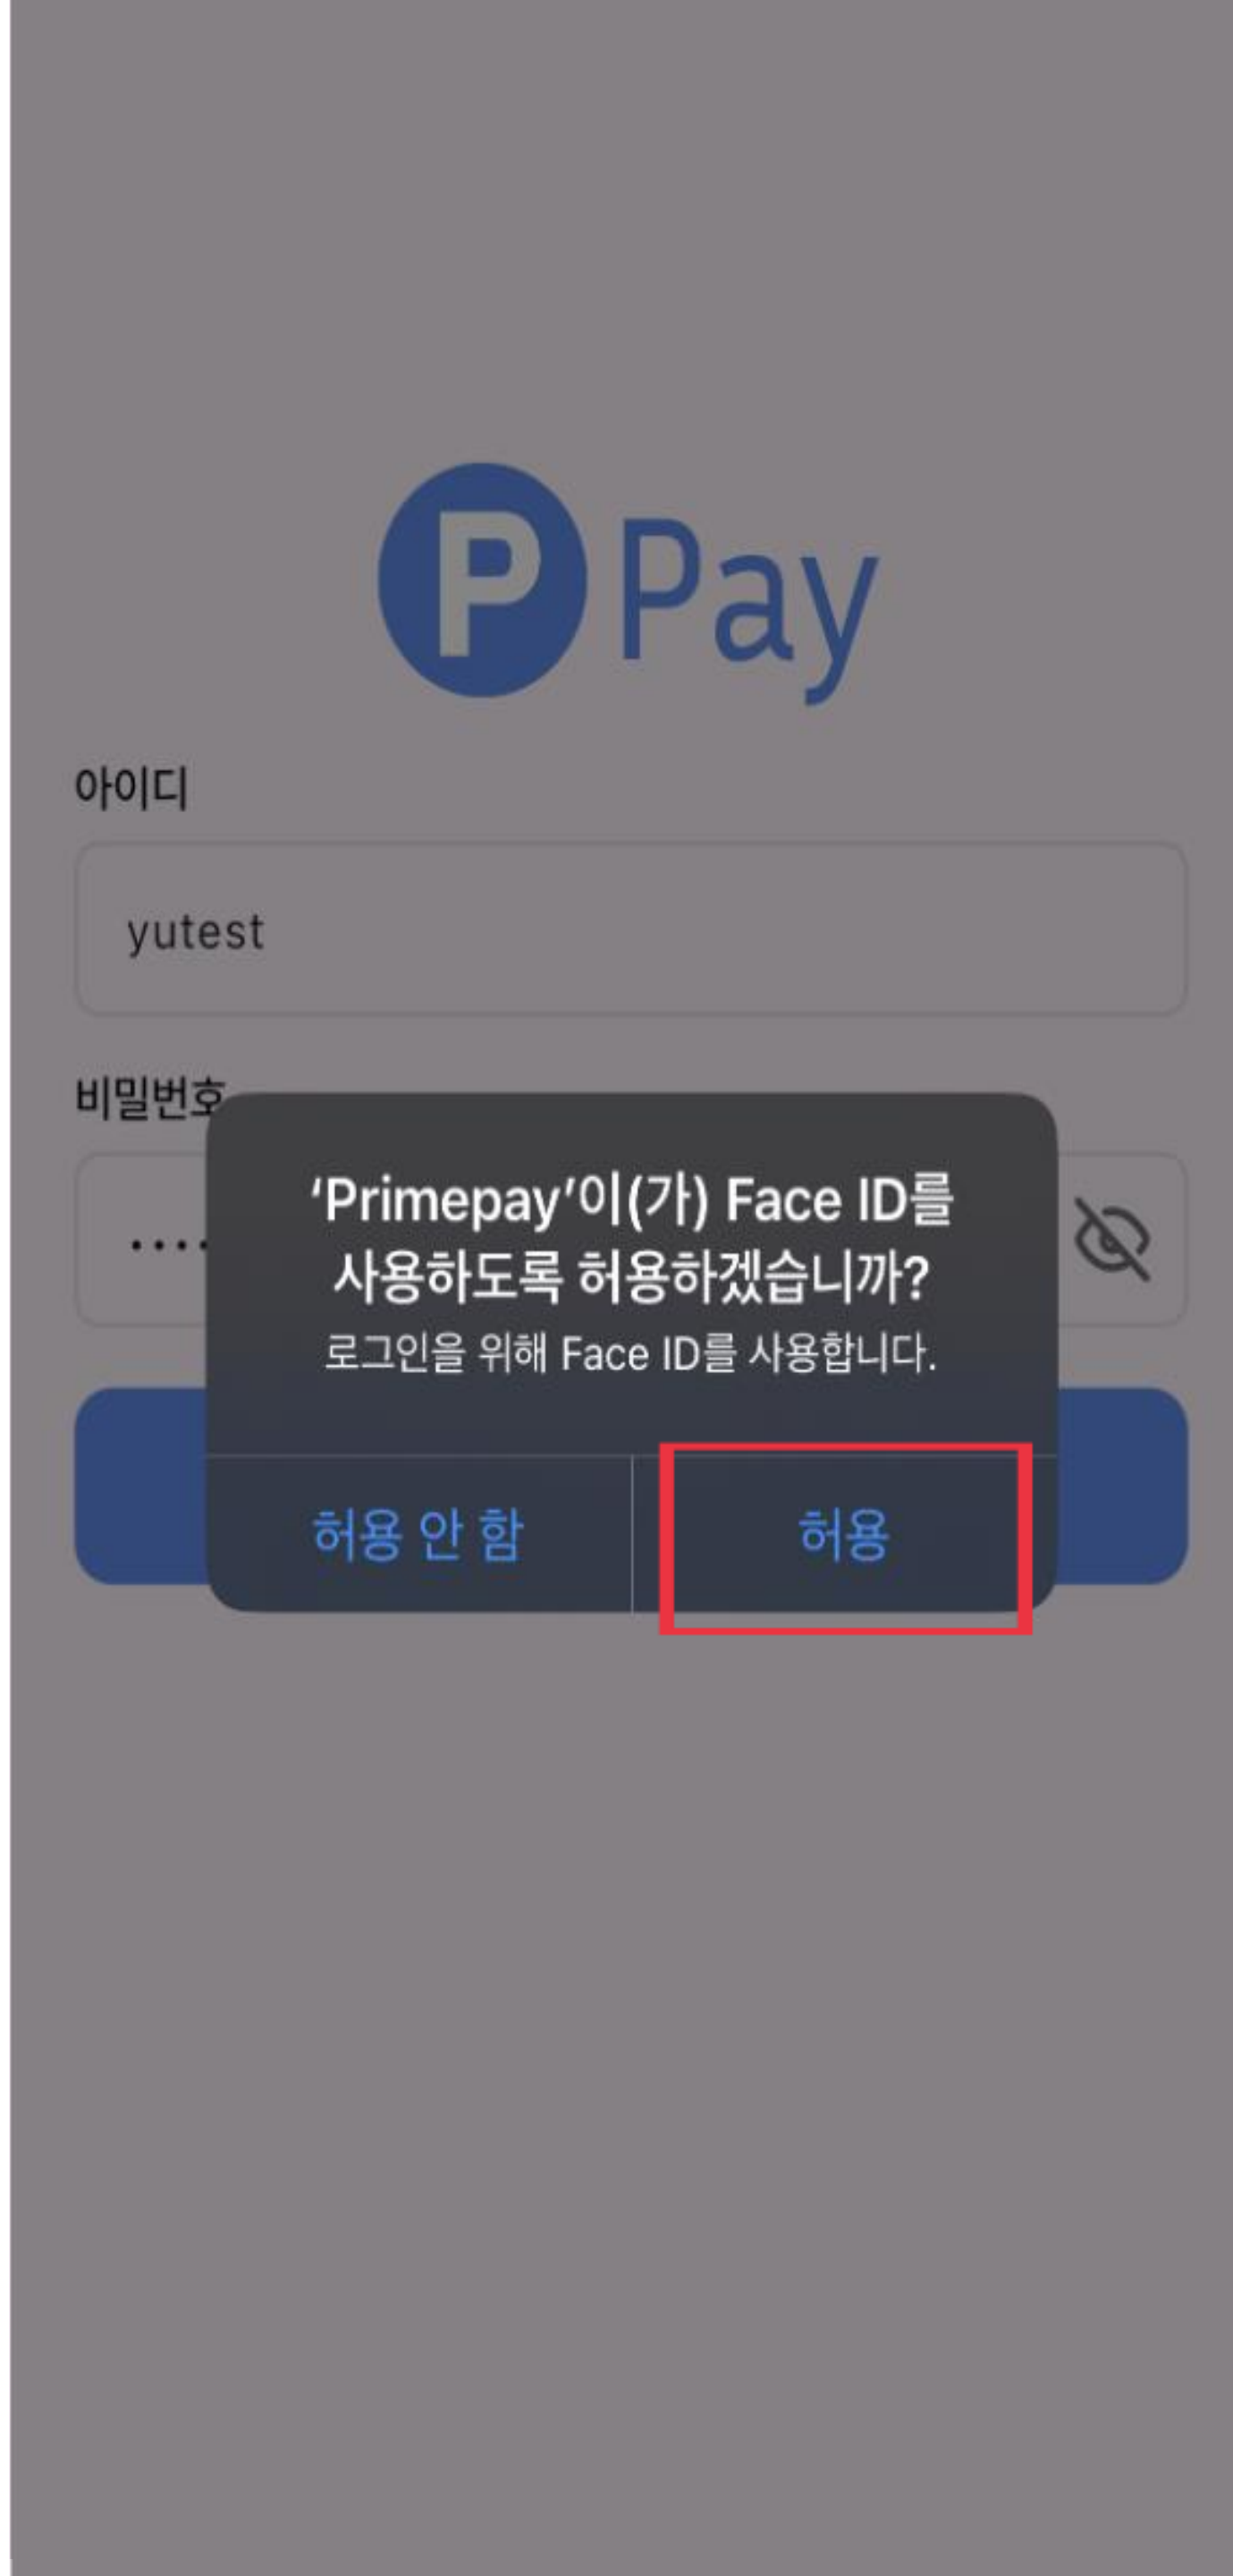 P Pay
아이디
yutest
비밀번호
....
'Primepay'이(가) Face ID를
사용하도록 허용하겠습니까?
로그인을 위해 Face ID를 사용합니다.
허용 안 함
허용